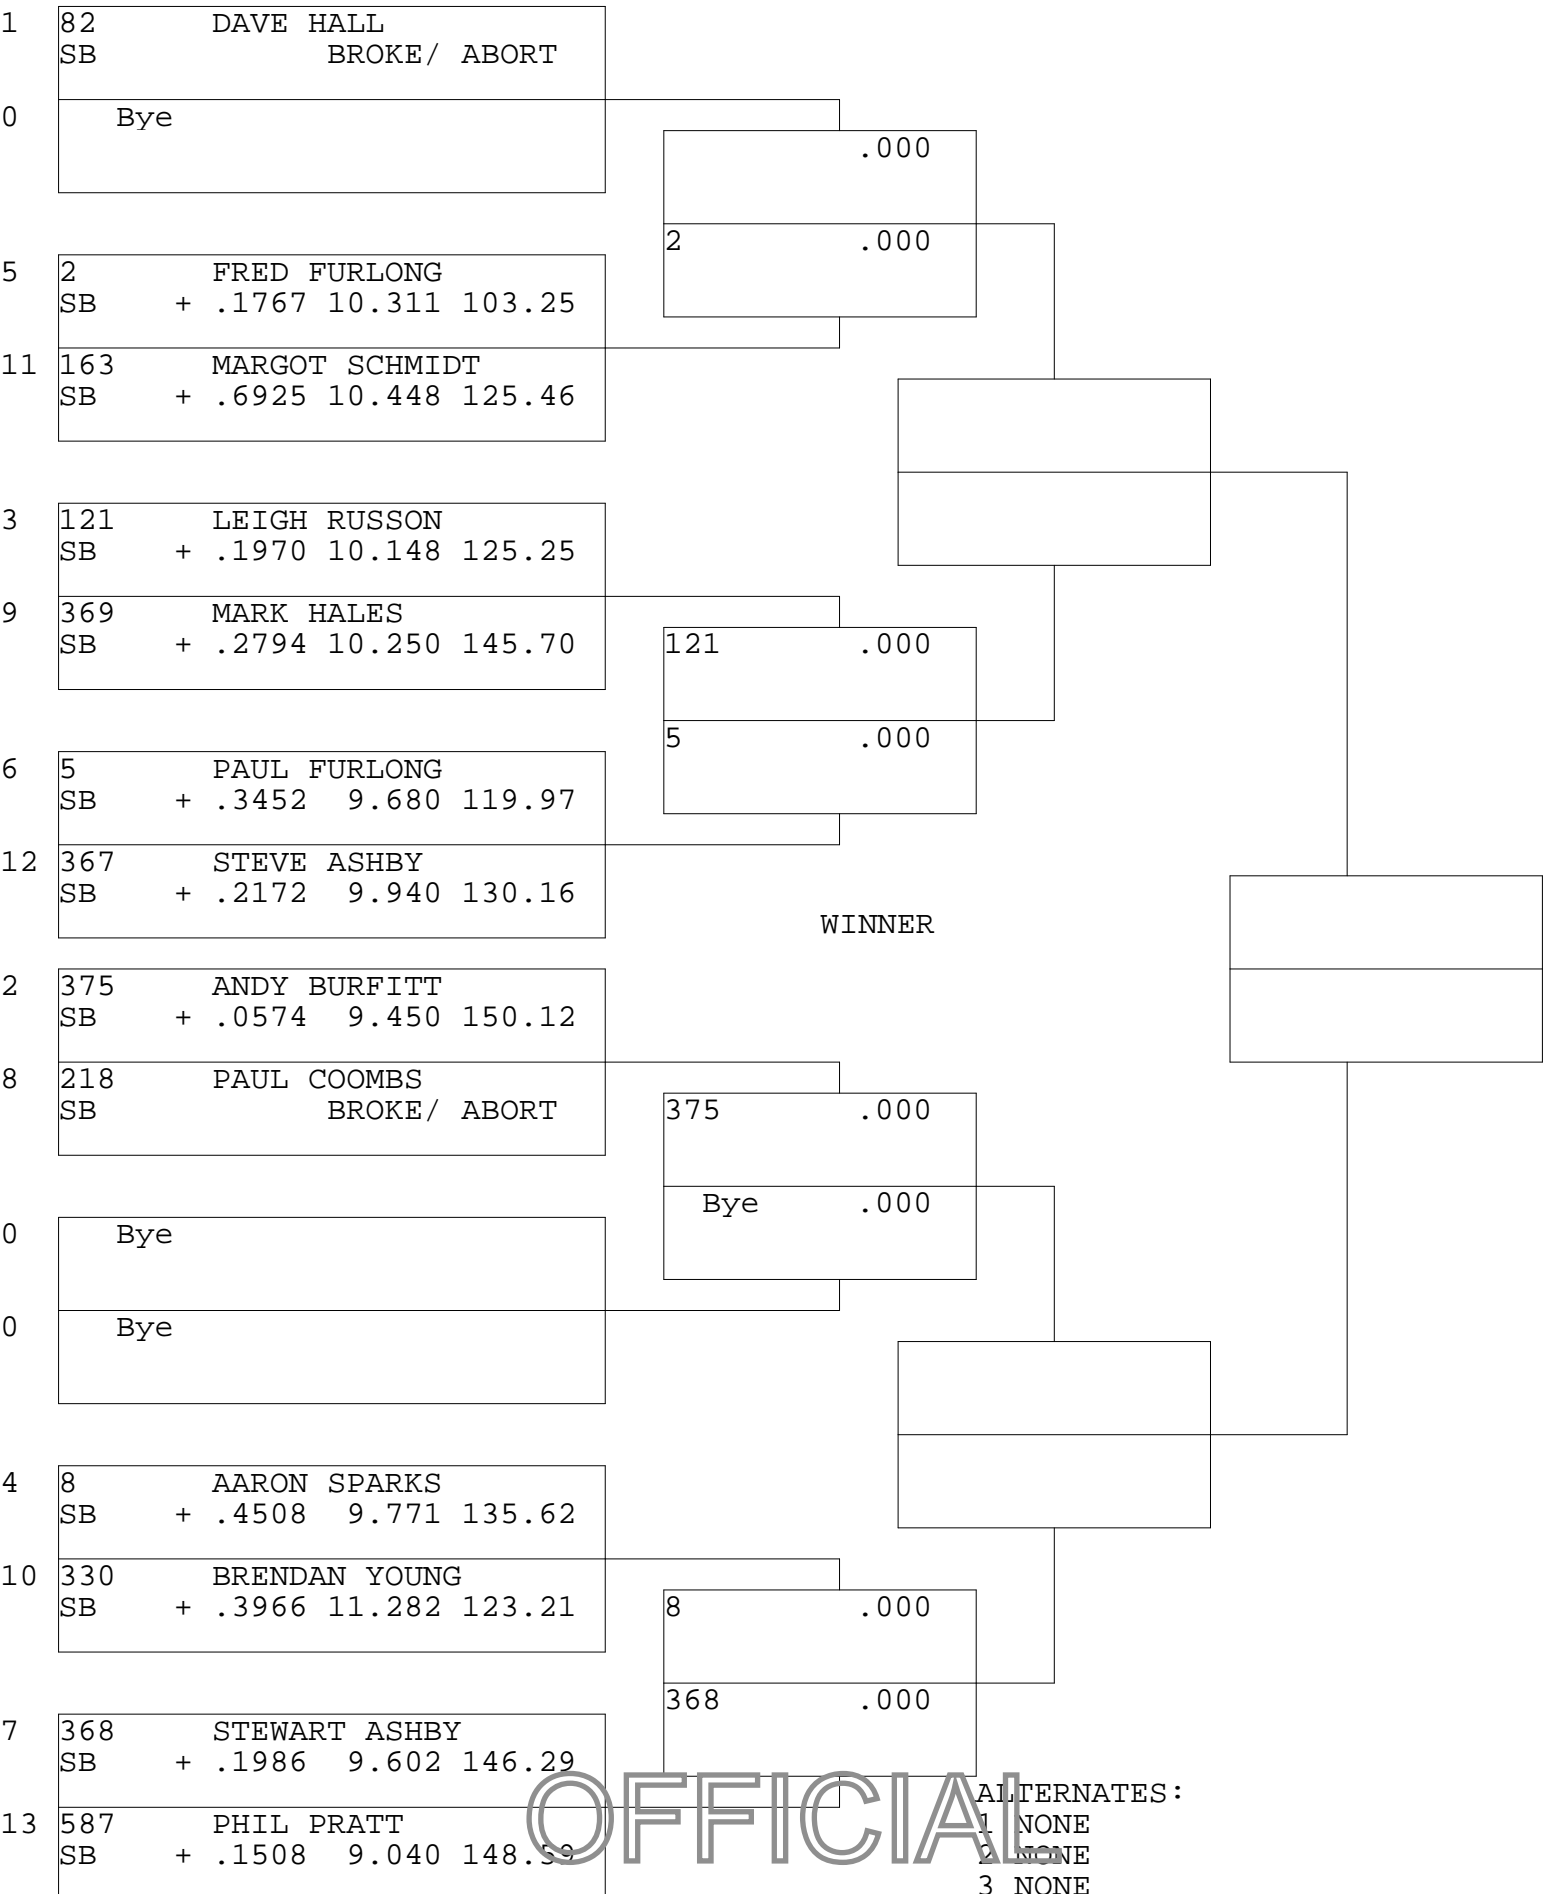 1 82 DAVE HALL
SB BROKE/ ABORT
0 Bye
.000
2 .000
5 2 FRED FURLONG
SB + .1767 10.311 103.25
11 163 MARGOT SCHMIDT
SB + .6925 10.448 125.46
3 121 LEIGH RUSSON
SB + .1970 10.148 125.25
9 369 MARK HALES
SB + .2794 10.250 145.70
121 .000
5 .000
6 5 PAUL FURLONG
SB + .3452 9.680 119.97
12 367 STEVE ASHBY
SB + .2172 9.940 130.16
WINNER
2 375 ANDY BURFITT
SB + .0574 9.450 150.12
8 218 PAUL COOMBS
SB BROKE/ ABORT
375 .000
Bye .000
0 Bye
0 Bye
4 8 AARON SPARKS
SB + .4508 9.771 135.62
10 330 BRENDAN YOUNG
SB + .3966 11.282 123.21
8 .000
368 .000
7 368 STEWART ASHBY
SB + .1986 9.602 146.29
13 587 PHIL PRATT
SB + .1508 9.040 148.59
OFFICIAL
ALTERNATES:
1 NONE
2 NONE
3 NONE